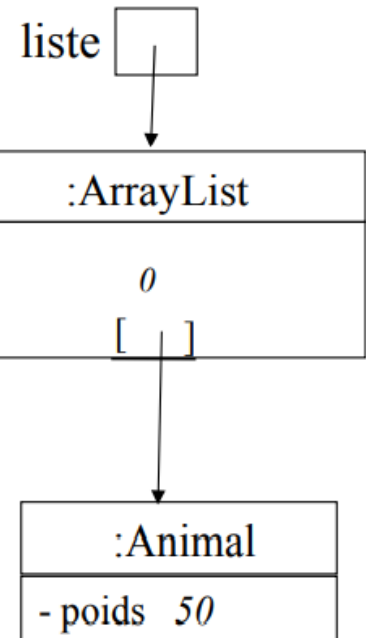 liste
:ArrayList
0
[ ]
:Animal
- poids 50